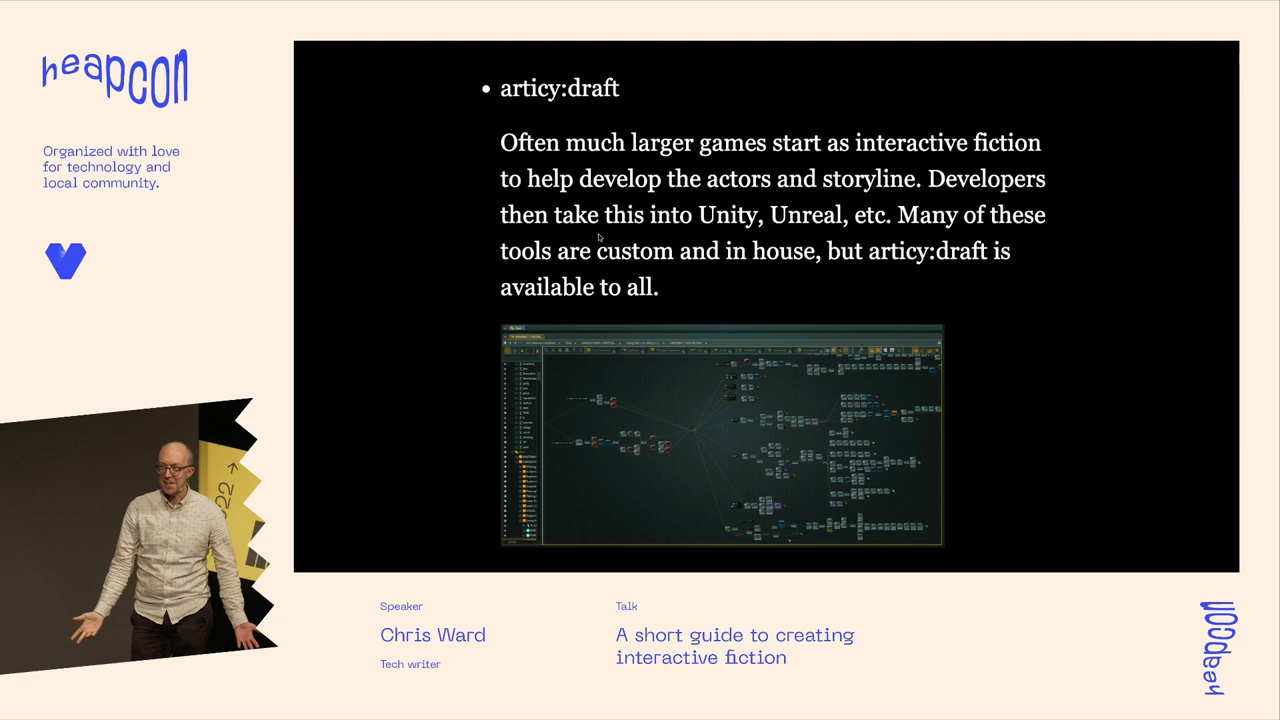 heapcon
Organized with love
for technology and
local community.
• articy:draft
Often much larger games start as interactive fiction
to help develop the actors and storyline. Developers
then take this into Unity, Unreal, etc. Many of these
tools are custom and in house, but articy:draft is
available to all.
Speaker
Chris Ward
Tech writer
Talk
A short guide to creating
interactive fiction
heapcon